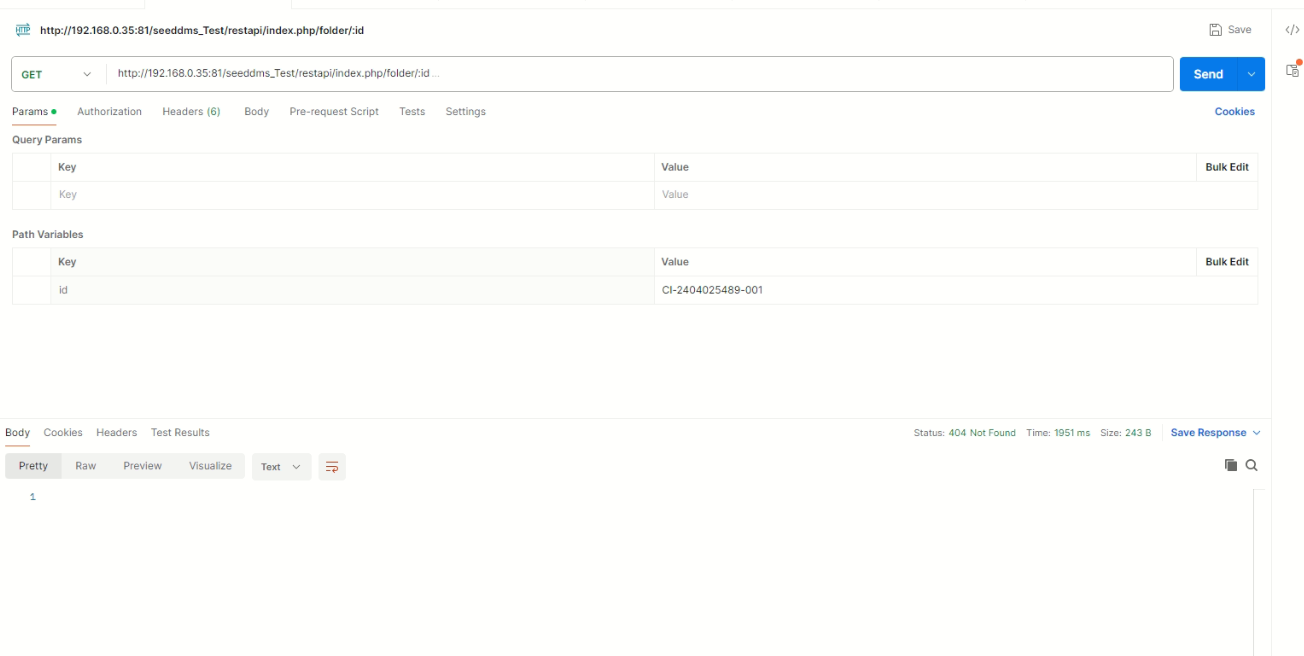 HTTP http://192.168.0.35:81/seeddms_Test/restapi/index.php/folder/:id Save
GET http://192.168.0.35:81/seeddms_Test/restapi/index.php/folder/:id ... Send
Params Authorization Headers (6) Body Pre-request Script Tests Settings Cookies
Query Params
Key Value Bulk Edit
Key Value
Path Variables
Key Value Bulk Edit
id CI-2404025489-001
Body Cookies Headers Test Results Status: 404 Not Found Time: 1951 ms Size: 243 B Save Response
Pretty Raw Preview Visualize Text
1